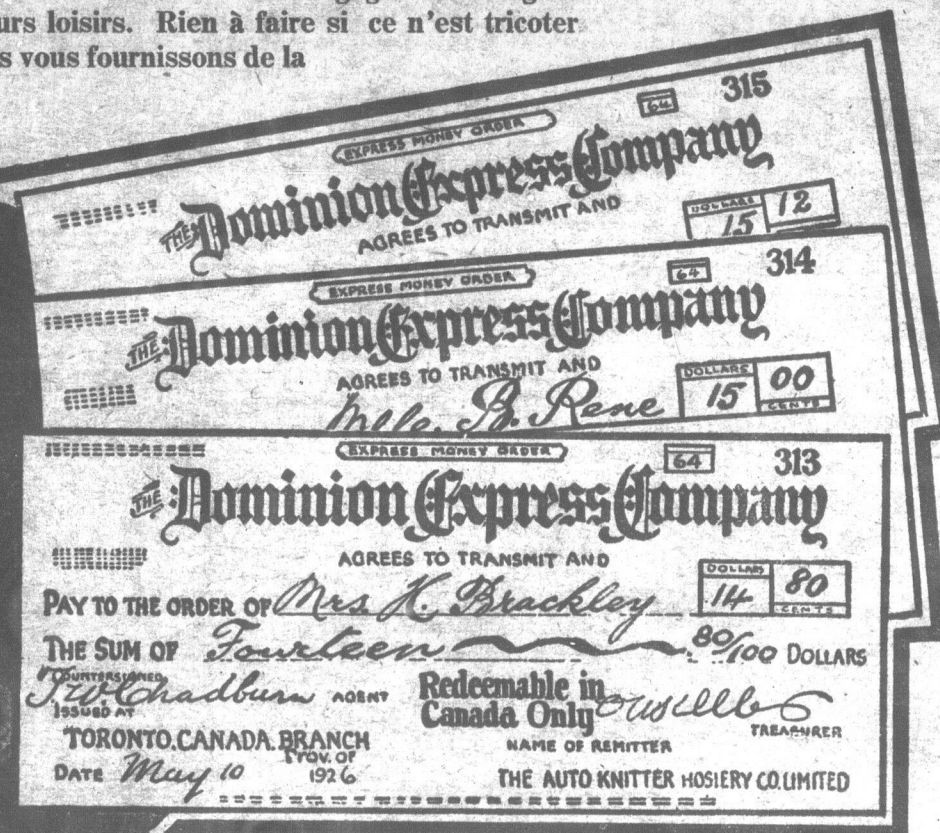 urs loisirs. Rien à faire si ce n'est tricoter
s vous fournissons de la
315
64
EXPRESS MONEY ORDER
THE Dominion Express Company
AGREES TO TRANSMIT AND
DOLLARS
15 12
314
64
EXPRESS MONEY ORDER
THE Dominion Express Company
AGREES TO TRANSMIT AND
DOLLARS
15 00
CENTS
Mlle. B. Rene
313
64
EXPRESS MONEY ORDER
THE Dominion Express Company
AGREES TO TRANSMIT AND
DOLLARS
14 80
CENTS
PAY TO THE ORDER OF Mrs H. Brackley
THE SUM OF Fourteen 80/100 DOLLARS
COUNTERSIGNED
T.W. Chadburn AGENT
ISSUED AT
Redeemable in
Canada Only
TREASURER
TORONTO.CANADA.BRANCH
NAME OF REMITTER
PROV. OF
DATE May 10 1926
THE AUTO KNITTER HOSIERY CO.LIMITED